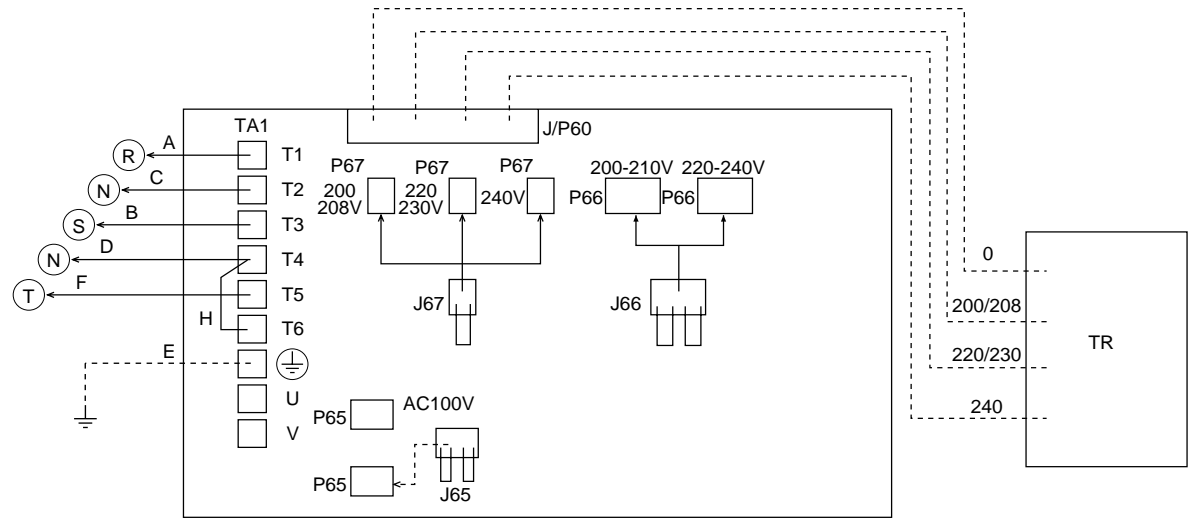 TA1
J/P60
R
A
T1
N
C
T2
S
B
T3
N
D
T4
T
F
T5
H
T6
E
U
V
P67
200
208V
P67
220
230V
P67
240V
200-210V
P66
220-240V
P66
J67
J66
P65
AC100V
P65
J65
0
200/208
220/230
240
TR